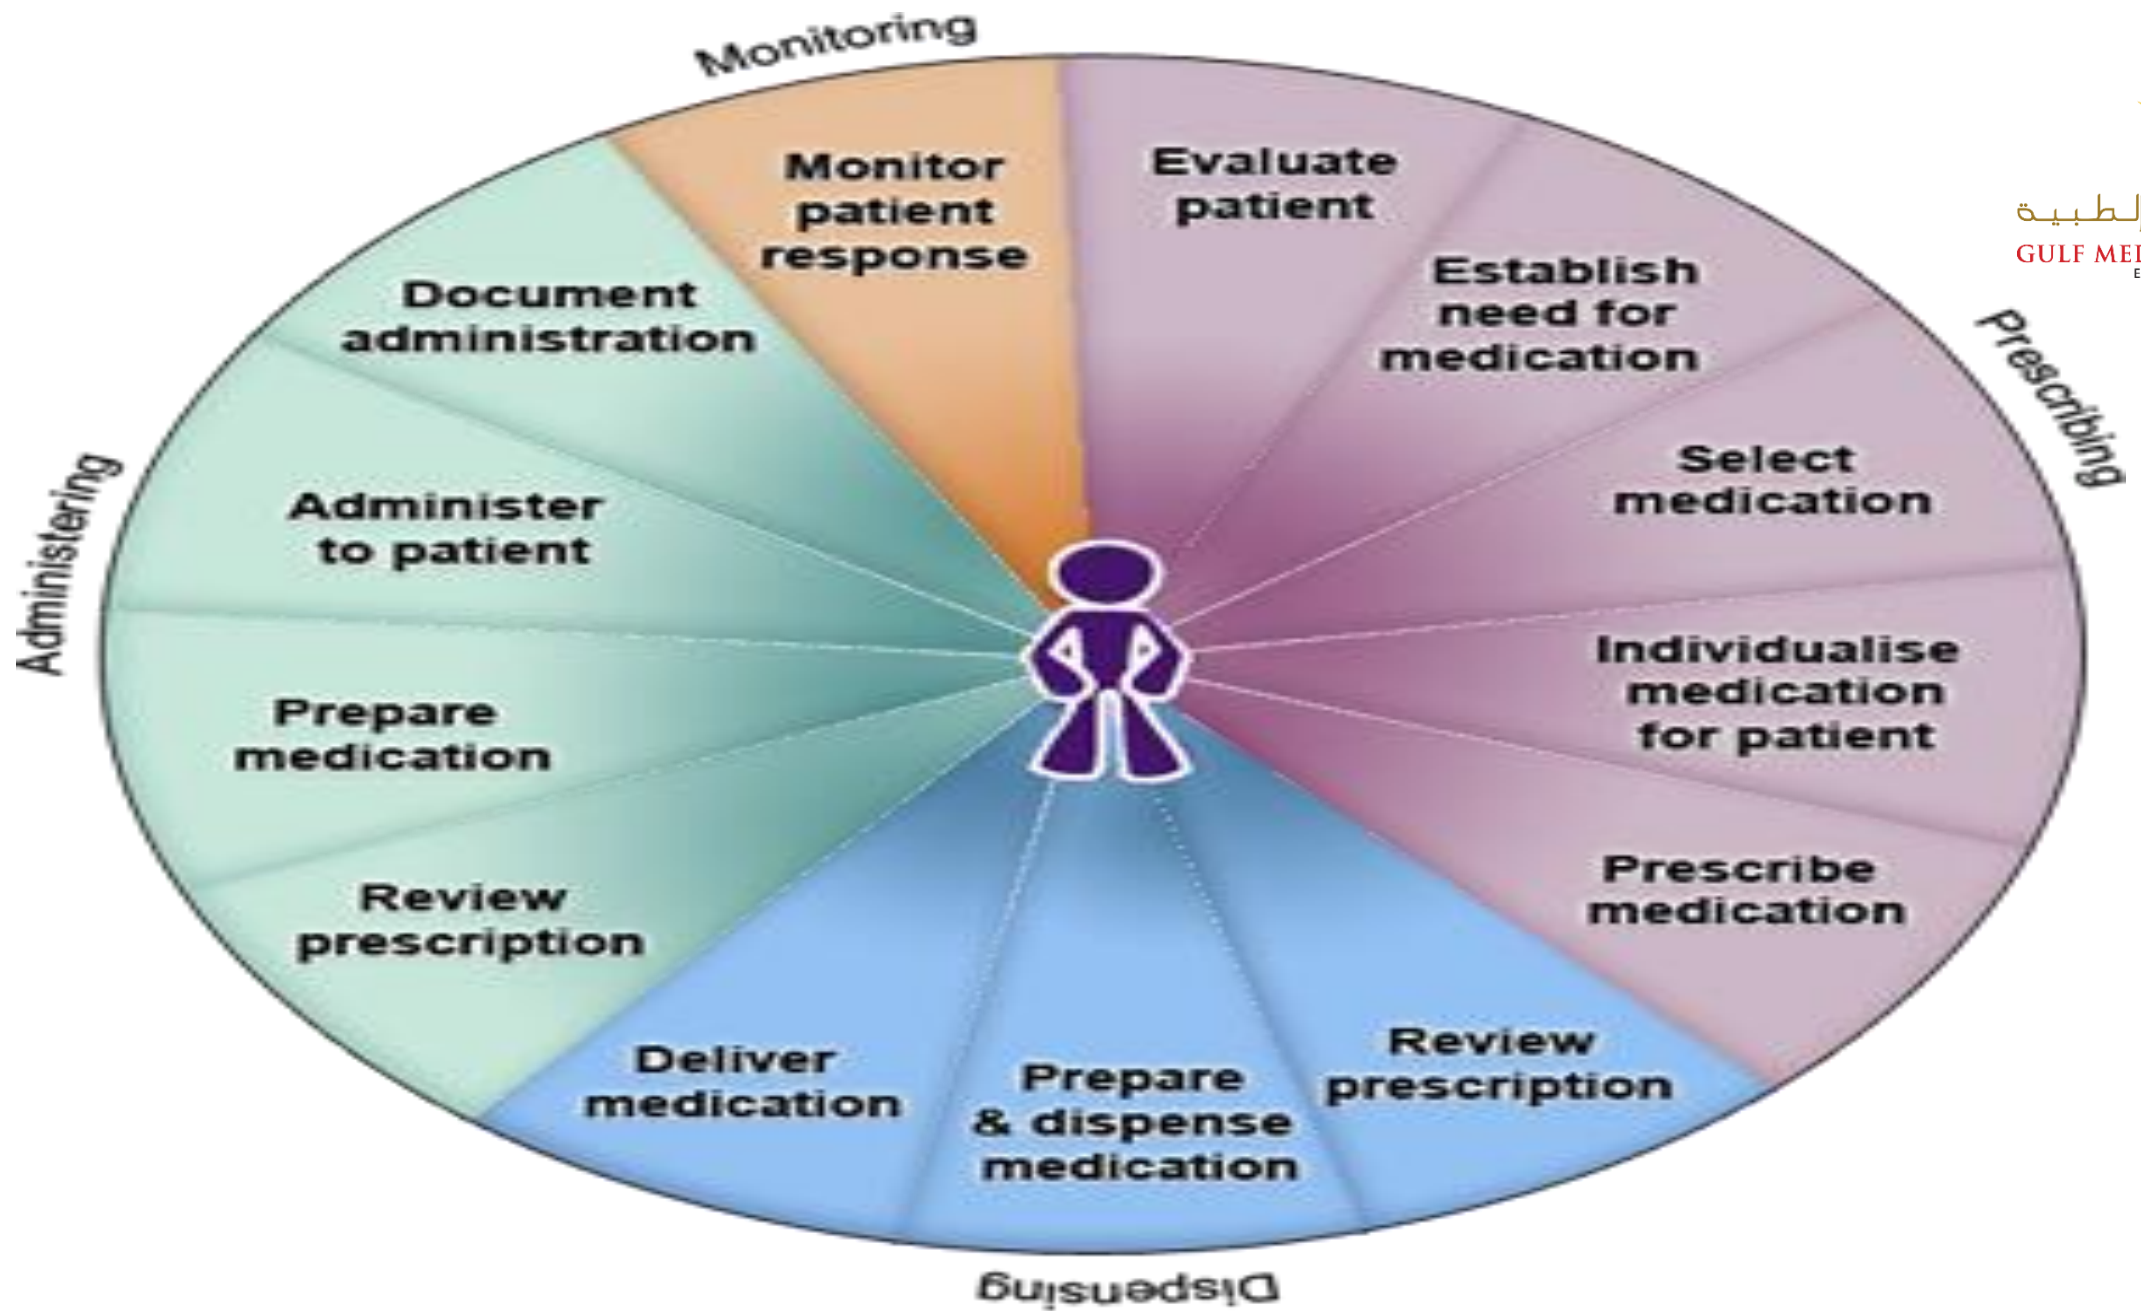 Monitoring
Evaluate
patient
Establish
need for
medication
Select
medication
Individualise
medication
for patient
Prescribe
medication
Prescribing
Review
prescription
Prepare
& dispense
medication
Deliver
medication
Dispensing
Review
prescription
Prepare
medication
Administer
to patient
Document
administration
Administering
Monitor
patient
response
GULF